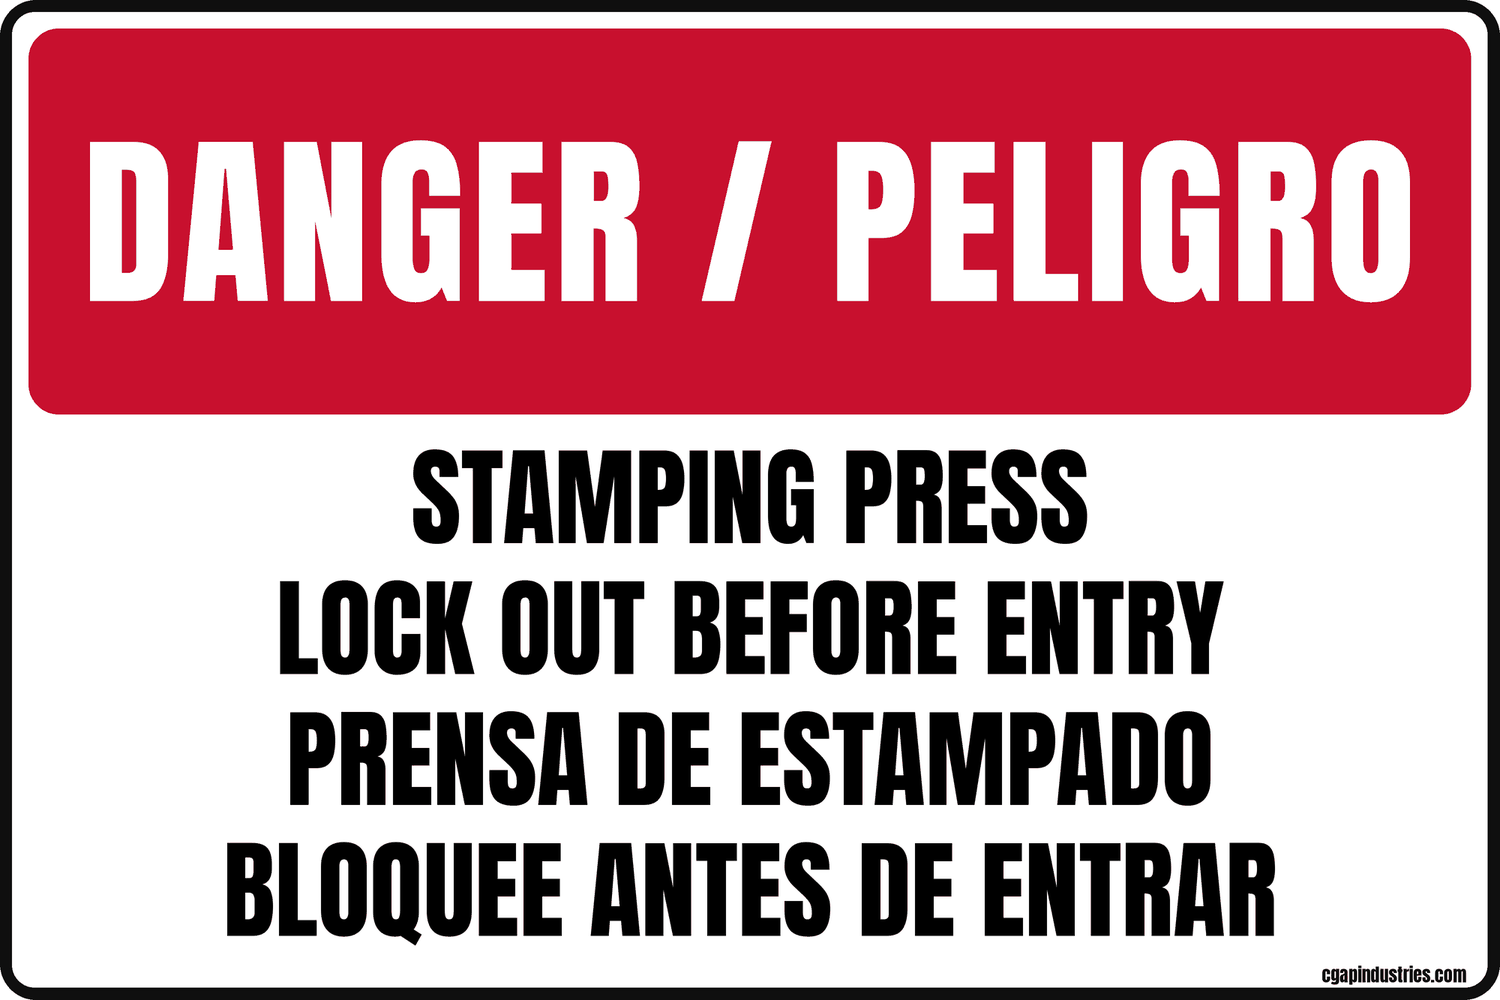 DANGER / PELIGRO
STAMPING PRESS
LOCK OUT BEFORE ENTRY
PRENSA DE ESTAMPADO
BLOQUEE ANTES DE ENTRAR
cgapindustries.com